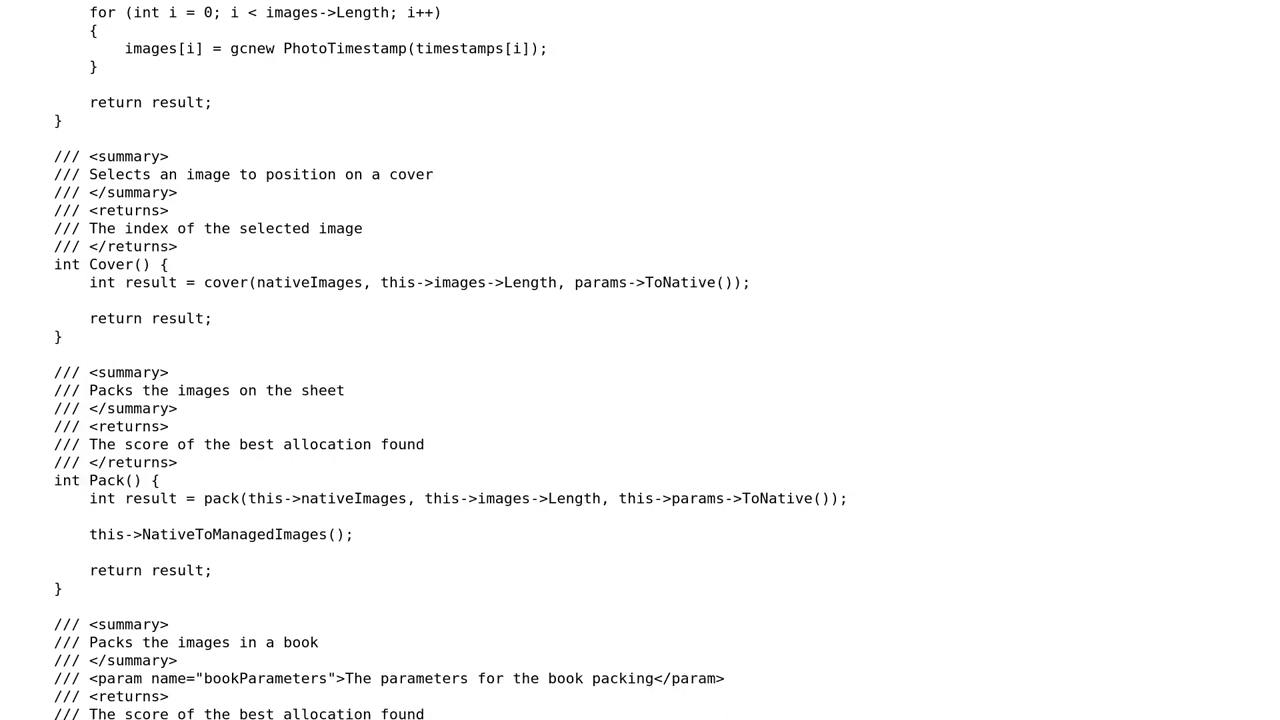 for (int i = 0; i < images->Length; i++)
{
images[i] = gcnew PhotoTimestamp(timestamps[i]);
}
return result;
}
/// <summary>
/// Selects an image to position on a cover
/// </summary>
/// <returns>
/// The index of the selected image
/// </returns>
int Cover() {
int result = cover(nativeImages, this->images->Length, params->ToNative());
return result;
}
/// <summary>
/// Packs the images on the sheet
/// </summary>
/// <returns>
/// The score of the best allocation found
/// </returns>
int Pack() {
int result = pack(this->nativeImages, this->images->Length, this->params->ToNative());
this->NativeToManagedImages();
return result;
}
/// <summary>
/// Packs the images in a book
/// </summary>
/// <param name="bookParameters">The parameters for the book packing</param>
/// <returns>
/// The score of the best allocation found